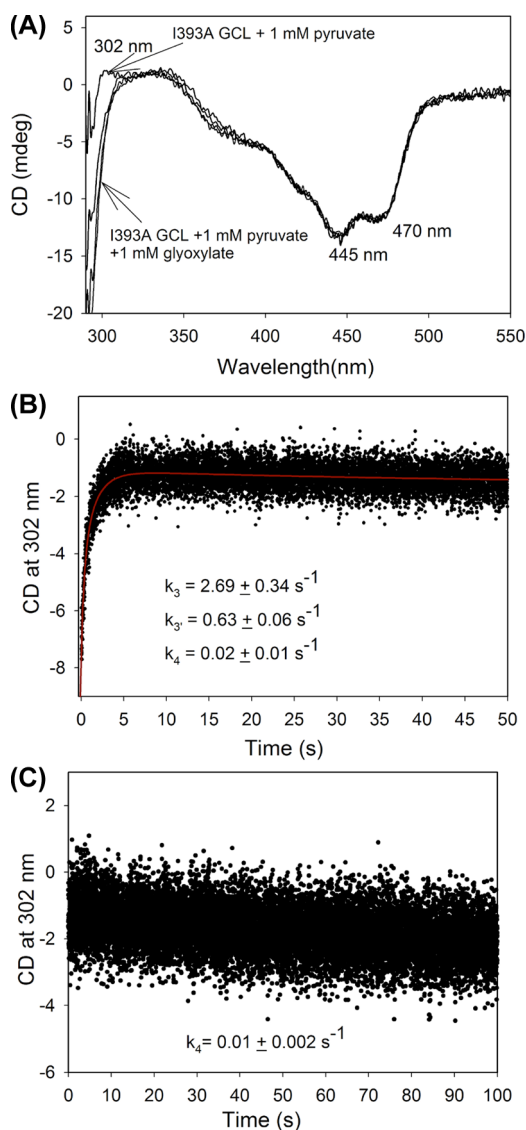 (A)
5
0
-5
-10
-15
-20
CD (mdeg)
302 nm
I393A GCL + 1 mM pyruvate
I393A GCL +1 mM pyruvate
+1 mM glyoxylate
445 nm
470 nm
300 350 400 450 500 550
Wavelength(nm)
(B)
0
-2
-4
-6
-8
CD at 302 nm
k3 = 2.69 ± 0.34 s-1
k3' = 0.63 ± 0.06 s-1
k4 = 0.02 ± 0.01 s-1
0 5 10 15 20 25 30 35 40 45 50
Time (s)
(C)
2
0
-2
-4
-6
CD at 302 nm
k4= 0.01 ± 0.002 s-1
0 10 20 30 40 50 60 70 80 90 100
Time (s)